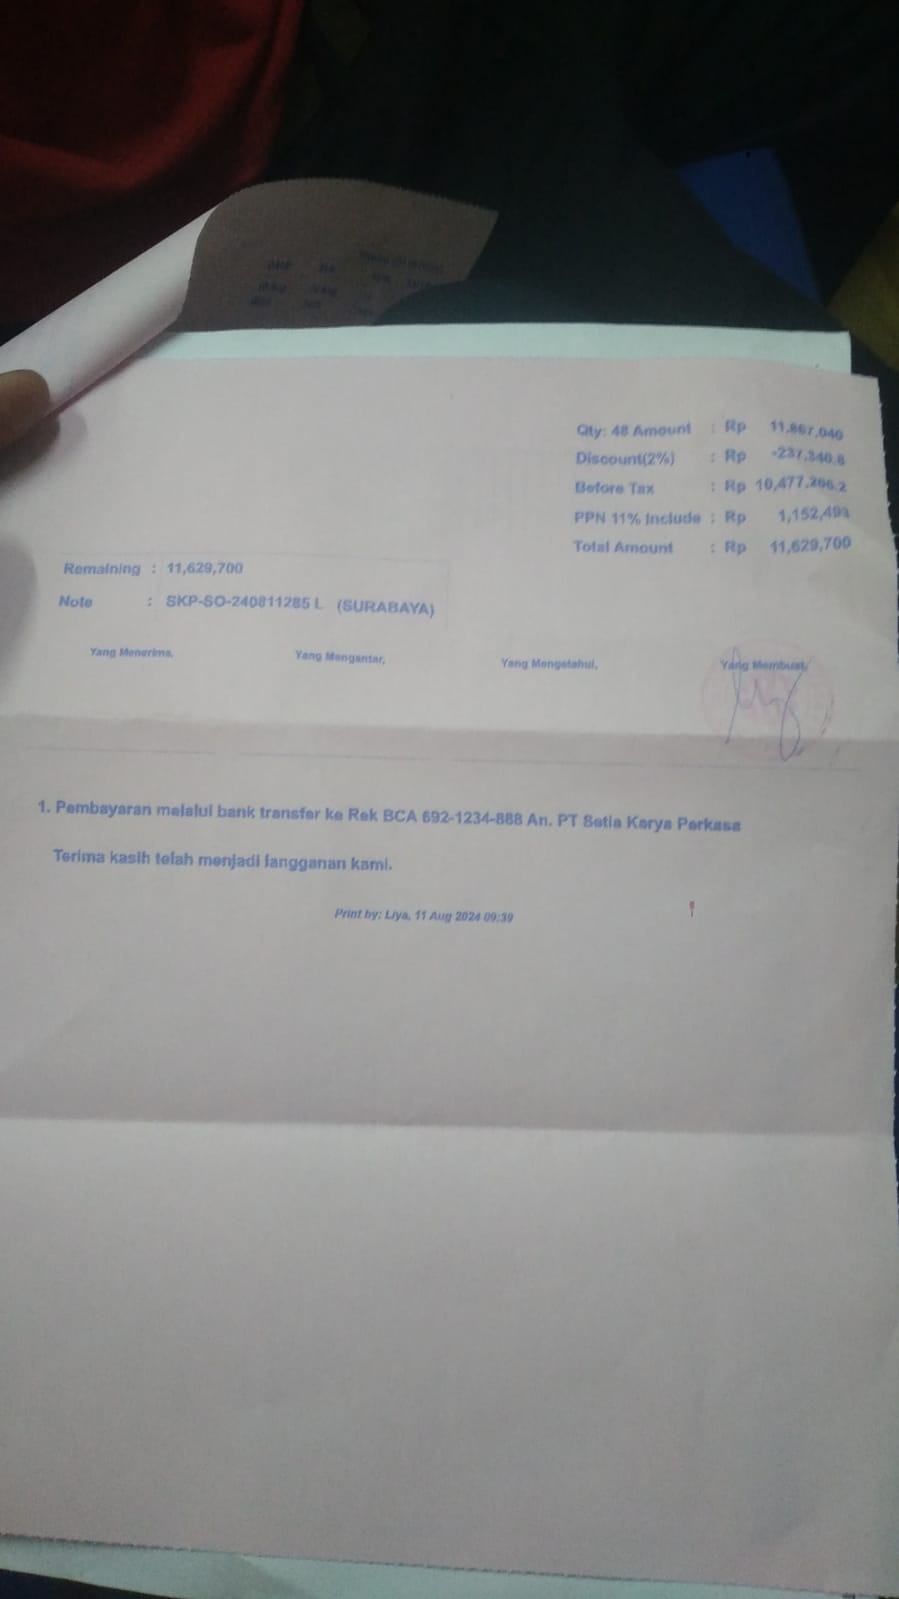 Qty: 48 Amount : Rp 11,867,040
Discount(2%) : Rp -237,340.8
Before Tax : Rp 10,477,206.2
PPN 11% Include : Rp 1,152,493
Total Amount : Rp 11,629,700
Remaining : 11,629,700
Note : SKP-SO-240811285 L (SURABAYA)
Yang Menerima, Yang Mengantar, Yang Mengetahui, Yang Membuat,
1. Pembayaran melalui bank transfer ke Rek BCA 692-1234-888 An. PT Setia Karya Perkasa
Terima kasih telah menjadi langganan kami.
Print by: Liya, 11 Aug 2024 09:39